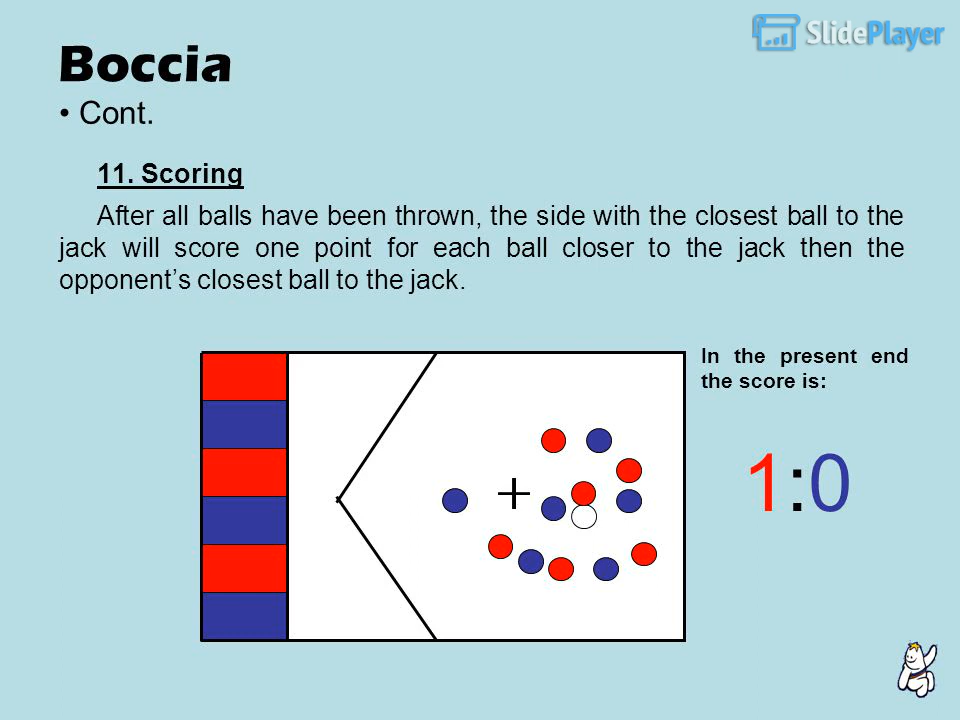 SlidePlayer
Boccia
• Cont.
11. Scoring
After all balls have been thrown, the side with the closest ball to the
jack will score one point for each ball closer to the jack then the
opponent’s closest ball to the jack.
In the present end
the score is:
1:0